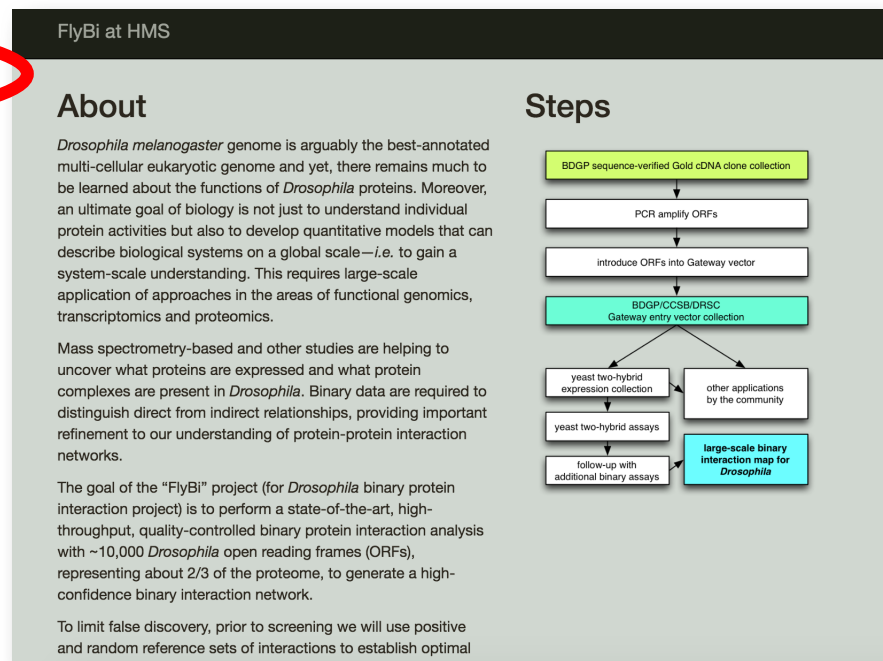 FlyBi at HMS
About
Drosophila melanogaster genome is arguably the best-annotated
multi-cellular eukaryotic genome and yet, there remains much to
be learned about the functions of Drosophila proteins. Moreover,
an ultimate goal of biology is not just to understand individual
protein activities but also to develop quantitative models that can
describe biological systems on a global scale—i.e. to gain a
system-scale understanding. This requires large-scale
application of approaches in the areas of functional genomics,
transcriptomics and proteomics.
Mass spectrometry-based and other studies are helping to
uncover what proteins are expressed and what protein
complexes are present in Drosophila. Binary data are required to
distinguish direct from indirect relationships, providing important
refinement to our understanding of protein-protein interaction
networks.
The goal of the “FlyBi” project (for Drosophila binary protein
interaction project) is to perform a state-of-the-art, high-
throughput, quality-controlled binary protein interaction analysis
with ~10,000 Drosophila open reading frames (ORFs),
representing about 2/3 of the proteome, to generate a high-
confidence binary interaction network.
To limit false discovery, prior to screening we will use positive
and random reference sets of interactions to establish optimal
Steps
BDGP sequence-verified Gold cDNA clone collection
PCR amplify ORFs
introduce ORFs into Gateway vector
BDGP/CCSB/DRSC
Gateway entry vector collection
yeast two-hybrid
expression collection
other applications
by the community
yeast two-hybrid assays
follow-up with
additional binary assays
large-scale binary
interaction map for
Drosophila